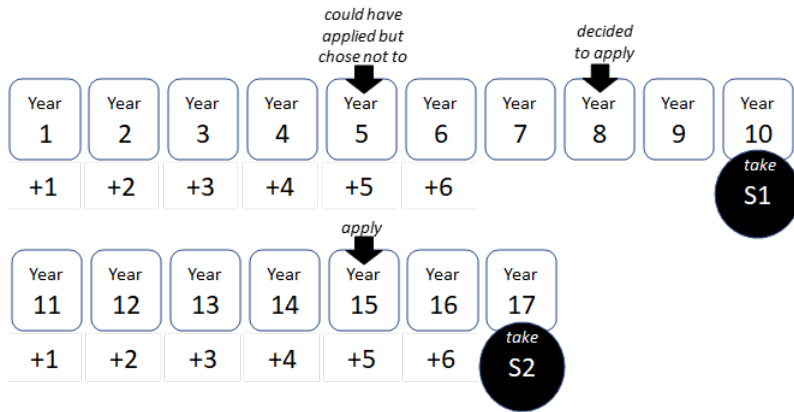 could have
applied but
chose not to
decided
to apply
Year Year Year Year Year Year Year Year Year Year
1 2 3 4 5 6 7 8 9 10
+1 +2 +3 +4 +5 +6
take
S1
apply
Year Year Year Year Year Year Year
11 12 13 14 15 16 17
+1 +2 +3 +4 +5 +6
take
S2